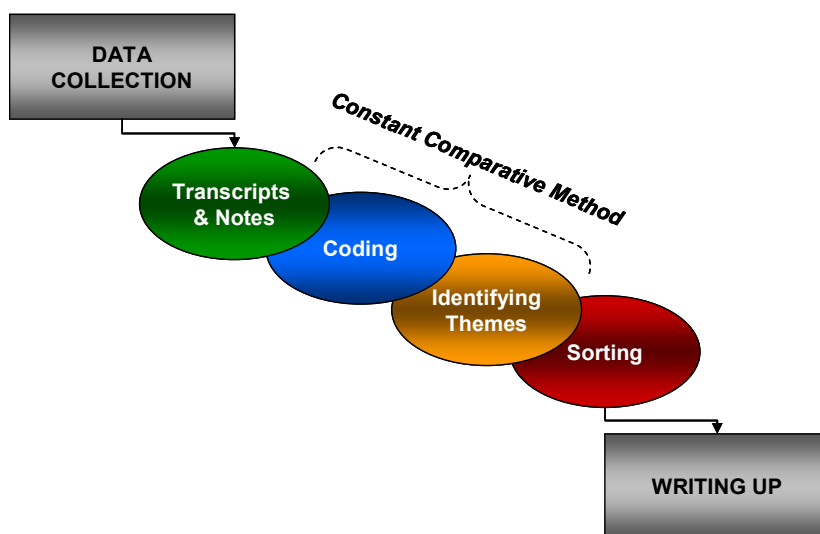 DATA
COLLECTION
Constant Comparative Method
Transcripts
& Notes
Coding
Identifying
Themes
Sorting
WRITING UP